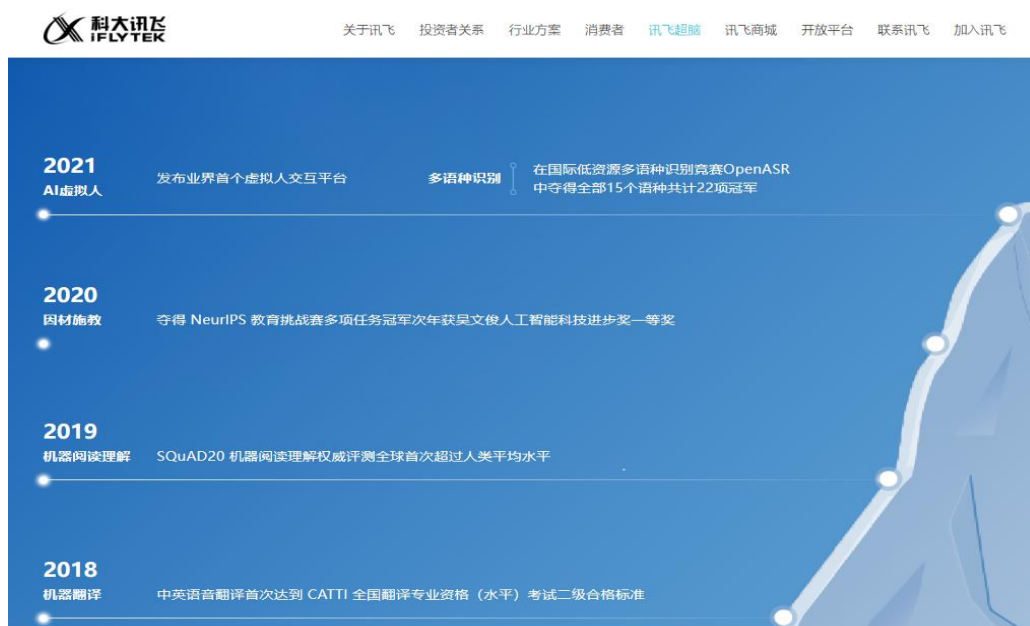 科大讯飞
iFLYTEK
关于讯飞 投资者关系 行业方案 消费者 讯飞超脑 讯飞商城 开放平台 联系讯飞 加入讯飞
2021
AI虚拟人
发布业界首个虚拟人交互平台
多语种识别
在国际低资源多语种识别竞赛OpenASR
中夺得全部15个语种共计22项冠军
2020
因材施教
夺得 NeurIPS 教育挑战赛多项任务冠军次年获吴文俊人工智能科技进步奖一等奖
2019
机器阅读理解
SQuAD20 机器阅读理解权威评测全球首次超过人类平均水平
2018
机器翻译
中英语音翻译首次达到 CATTI 全国翻译专业资格（水平）考试二级合格标准